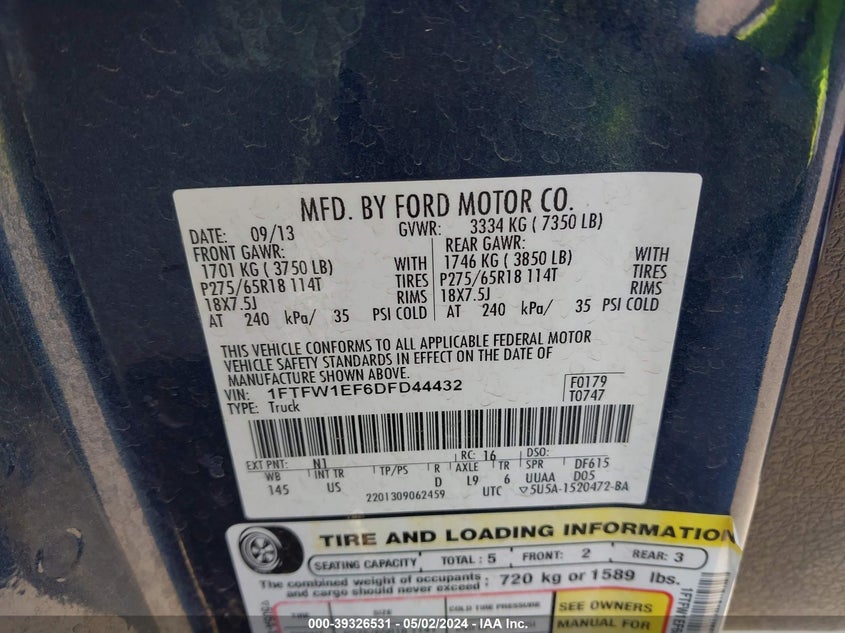 MFD. BY FORD MOTOR CO.
DATE: 09/13 GVWR: 3334 KG ( 7350 LB)
FRONT GAWR: REAR GAWR:
1701 KG ( 3750 LB) WITH 1746 KG ( 3850 LB) WITH
P275/65R18 114T TIRES P275/65R18 114T TIRES
18X7.5J RIMS 18X7.5J RIMS
AT 240 kPa/ 35 PSI COLD AT 240 kPa/ 35 PSI COLD
THIS VEHICLE CONFORMS TO ALL APPLICABLE FEDERAL MOTOR
VEHICLE SAFETY STANDARDS IN EFFECT ON THE DATE OF
MANUFACTURE SHOWN ABOVE.
VIN: 1FTFW1EF6DFD44432 F0179
TYPE: Truck T0747
EXT PNT: N1 RC: 16 DSO:
WB INT TR TP/PS R AXLE TR SPR DF615
145 US D L9 6 UUAA D05
2201309062459 UTC ▽5U5A-1520472-BA
TIRE AND LOADING INFORMATION
SEATING CAPACITY TOTAL : 5 FRONT: 2 REAR: 3
The combined weight of occupants and cargo should never exceed : 720 kg or 1589 lbs.
TIRE SIZE COLD TIRE PRESSURE SEE OWNERS
MANUAL FOR
000-39326531 - 05/02/2024 - IAA Inc.